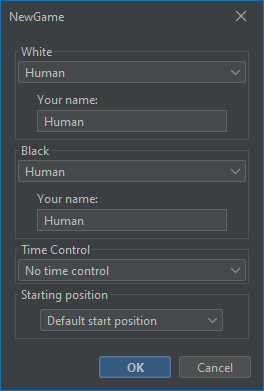 NewGame
White
Human
Your name:
Human
Black
Human
Your name:
Human
Time Control
No time control
Starting position
Default start position
OK
Cancel